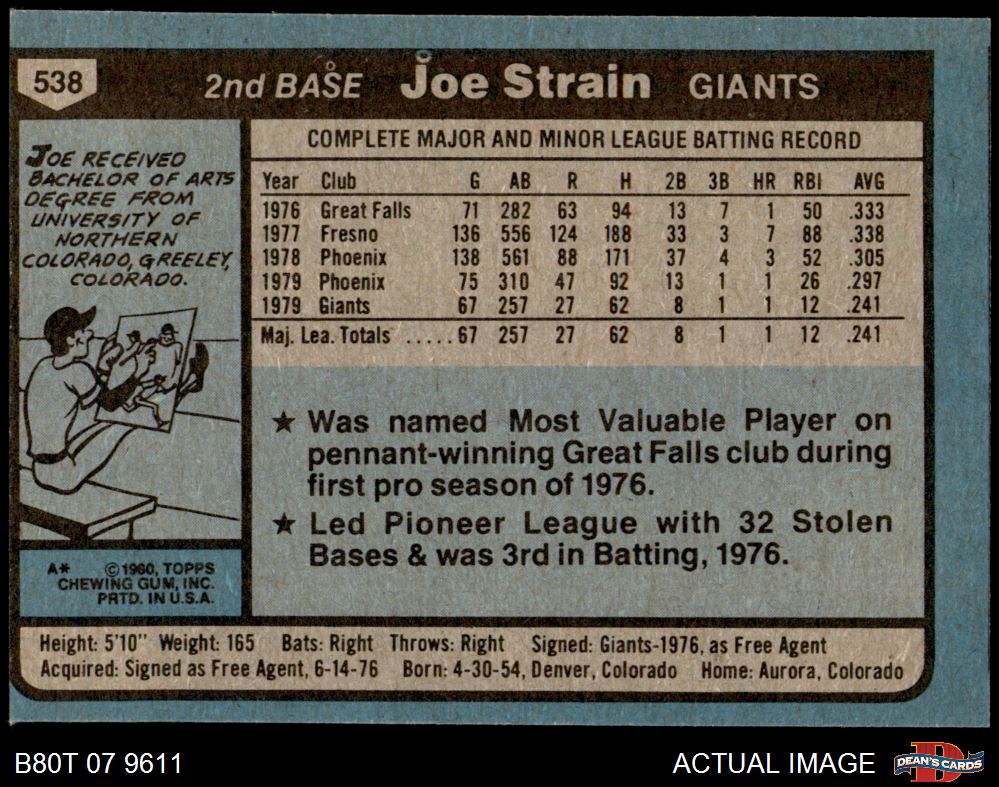 538
2nd BASE Joe Strain GIANTS
JOE RECEIVED
BACHELOR OF ARTS
DEGREE FROM
UNIVERSITY OF
NORTHERN
COLORADO, GREELEY,
COLORADO.
COMPLETE MAJOR AND MINOR LEAGUE BATTING RECORD
Year Club G AB R H 2B 3B HR RBI AVG
1976 Great Falls 71 282 63 94 13 7 1 50 .333
1977 Fresno 136 556 124 188 33 3 7 88 .338
1978 Phoenix 138 561 88 171 37 4 3 52 .305
1979 Phoenix 75 310 47 92 13 1 1 26 .297
1979 Giants 67 257 27 62 8 1 1 12 .241
Maj. Lea. Totals .....67 257 27 62 8 1 1 12 .241
★ Was named Most Valuable Player on
pennant-winning Great Falls club during
first pro season of 1976.
★ Led Pioneer League with 32 Stolen
Bases & was 3rd in Batting, 1976.
A* ©1980, TOPPS
CHEWING GUM, INC.
PRTD. IN U.S.A.
Height: 5'10" Weight: 165 Bats: Right Throws: Right Signed: Giants-1976, as Free Agent
Acquired: Signed as Free Agent, 6-14-76 Born: 4-30-54, Denver, Colorado Home: Aurora, Colorado
B80T 07 9611 ACTUAL IMAGE DEAN'S CARDS